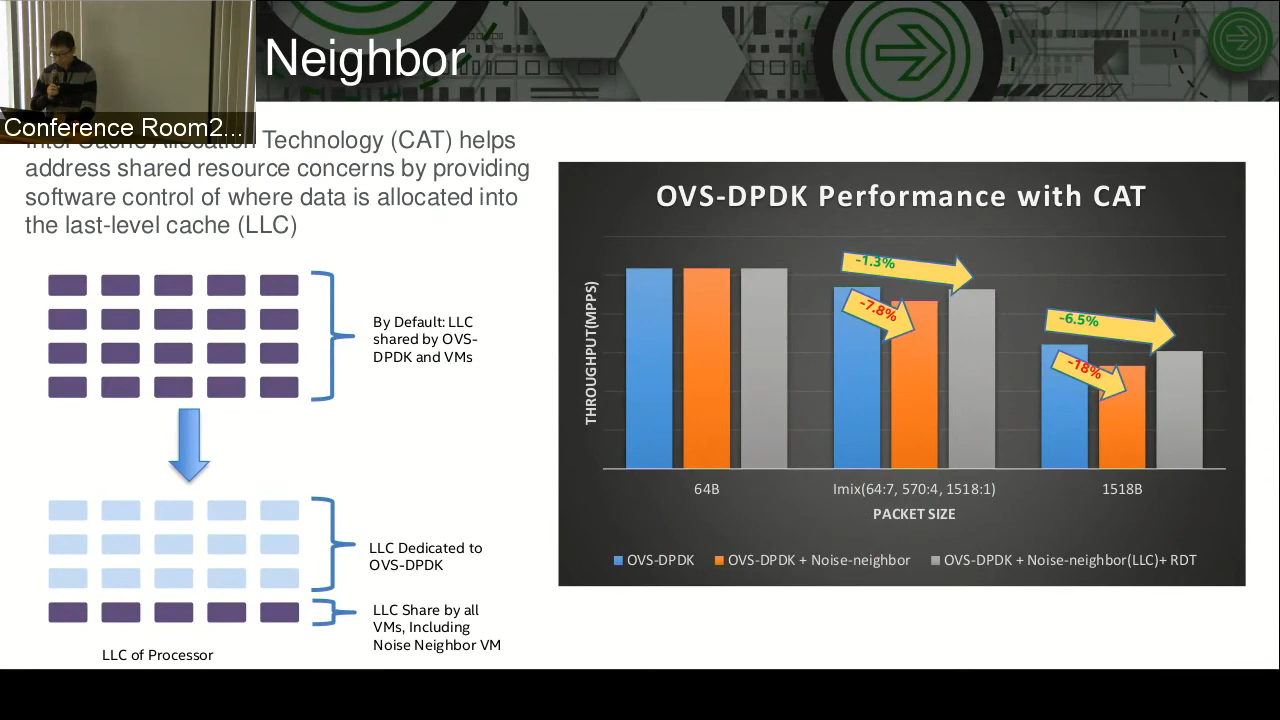 Neighbor
Conference Room2...
Technology (CAT) helps
address shared resource concerns by providing
software control of where data is allocated into
the last-level cache (LLC)
By Default: LLC
shared by OVS-
DPDK and VMs
LLC Dedicated to
OVS-DPDK
LLC Share by all
VMs, Including
Noise Neighbor VM
LLC of Processor
OVS-DPDK Performance with CAT
THROUGHPUT(MPPS)
-1.3%
-7.8%
-6.5%
-18%
64B
Imix(64:7, 570:4, 1518:1)
1518B
PACKET SIZE
OVS-DPDK
OVS-DPDK + Noise-neighbor
OVS-DPDK + Noise-neighbor(LLC)+ RDT